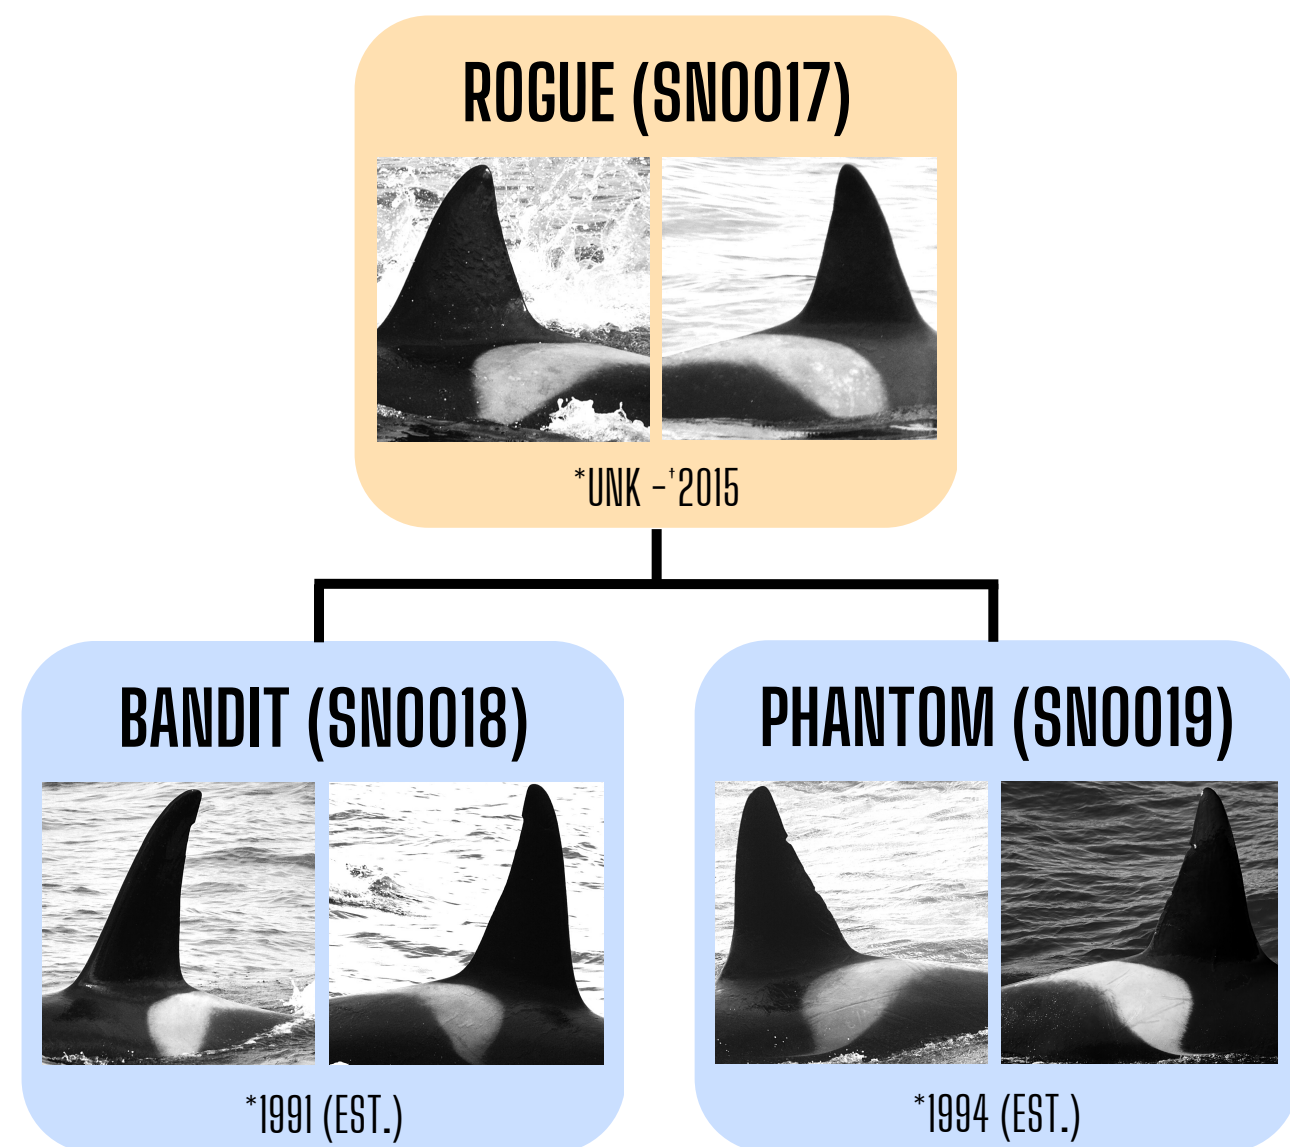 ROGUE (SN0017)
*UNK -†2015
BANDIT (SN0018)
PHANTOM (SN0019)
*1991 (EST.)
*1994 (EST.)